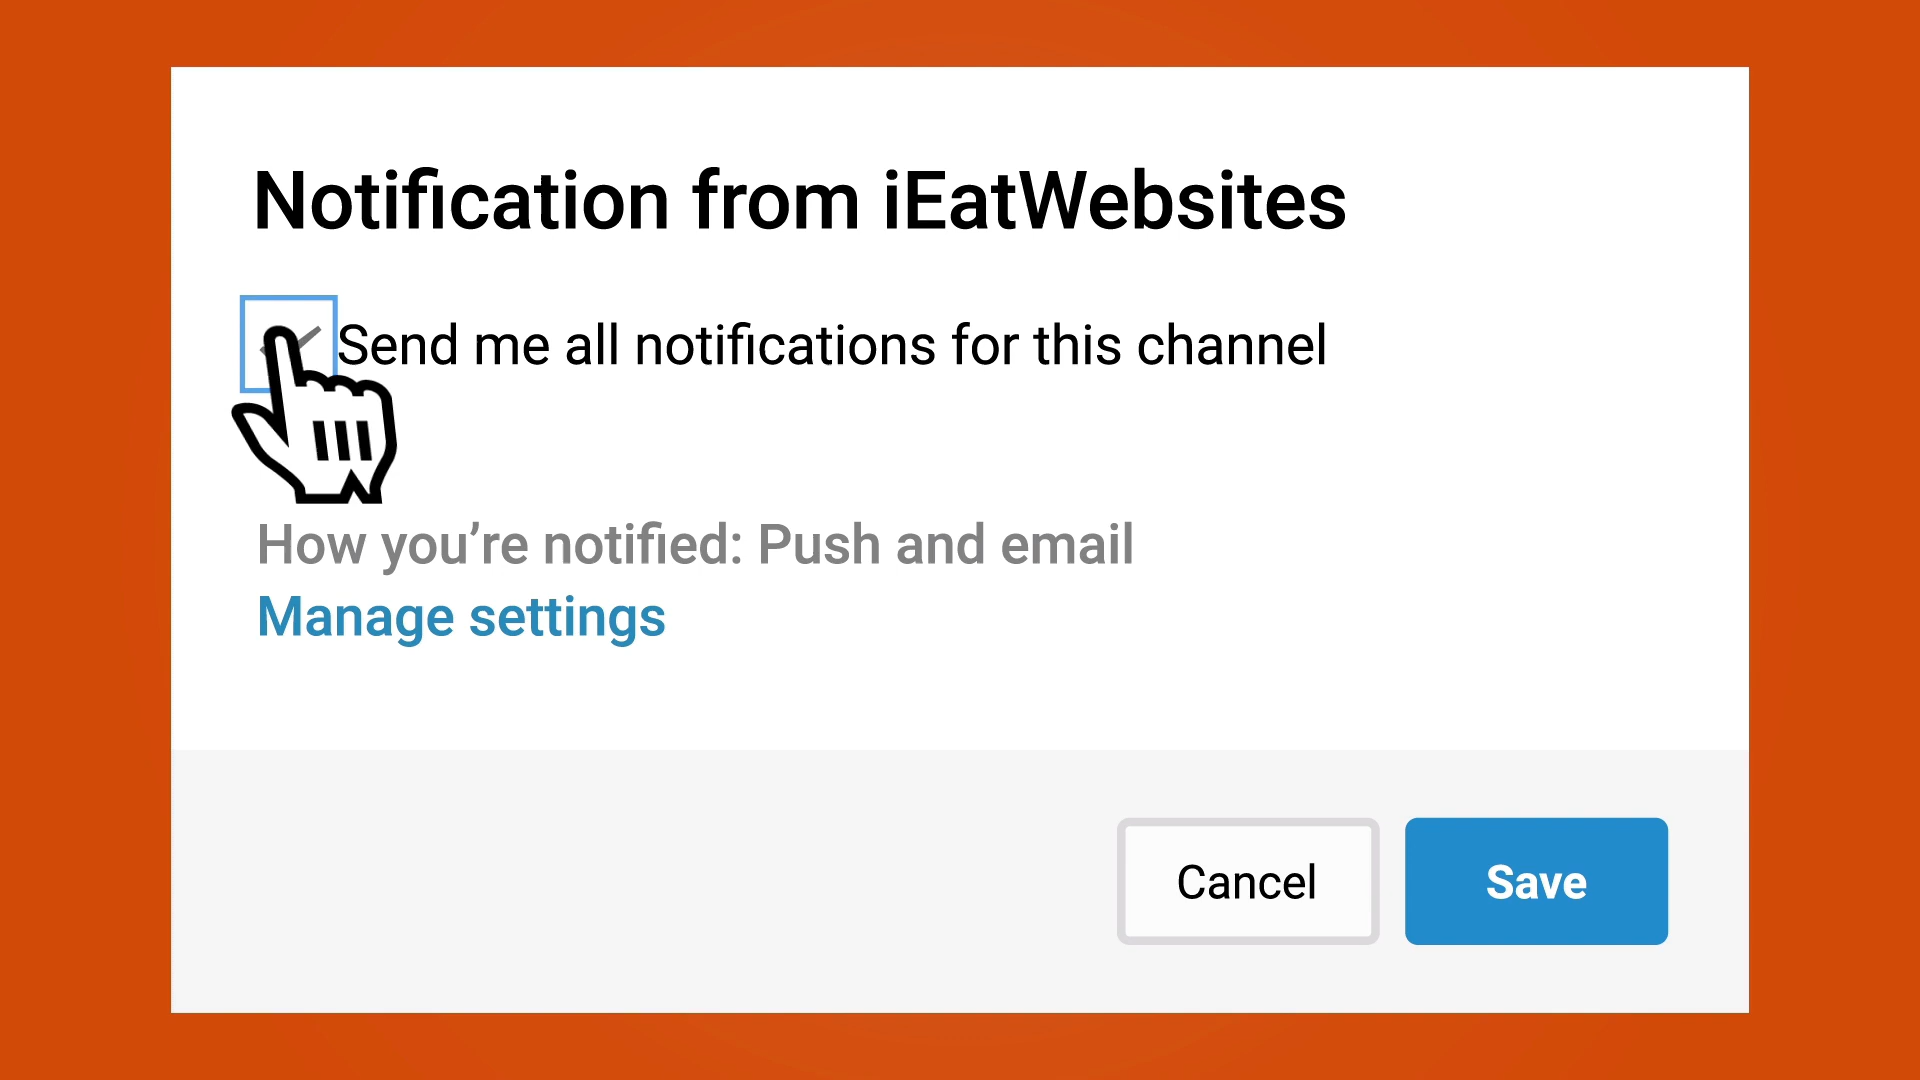 Notification from iEatWebsites
Send me all notifications for this channel
How you’re notified: Push and email
Manage settings
Cancel
Save